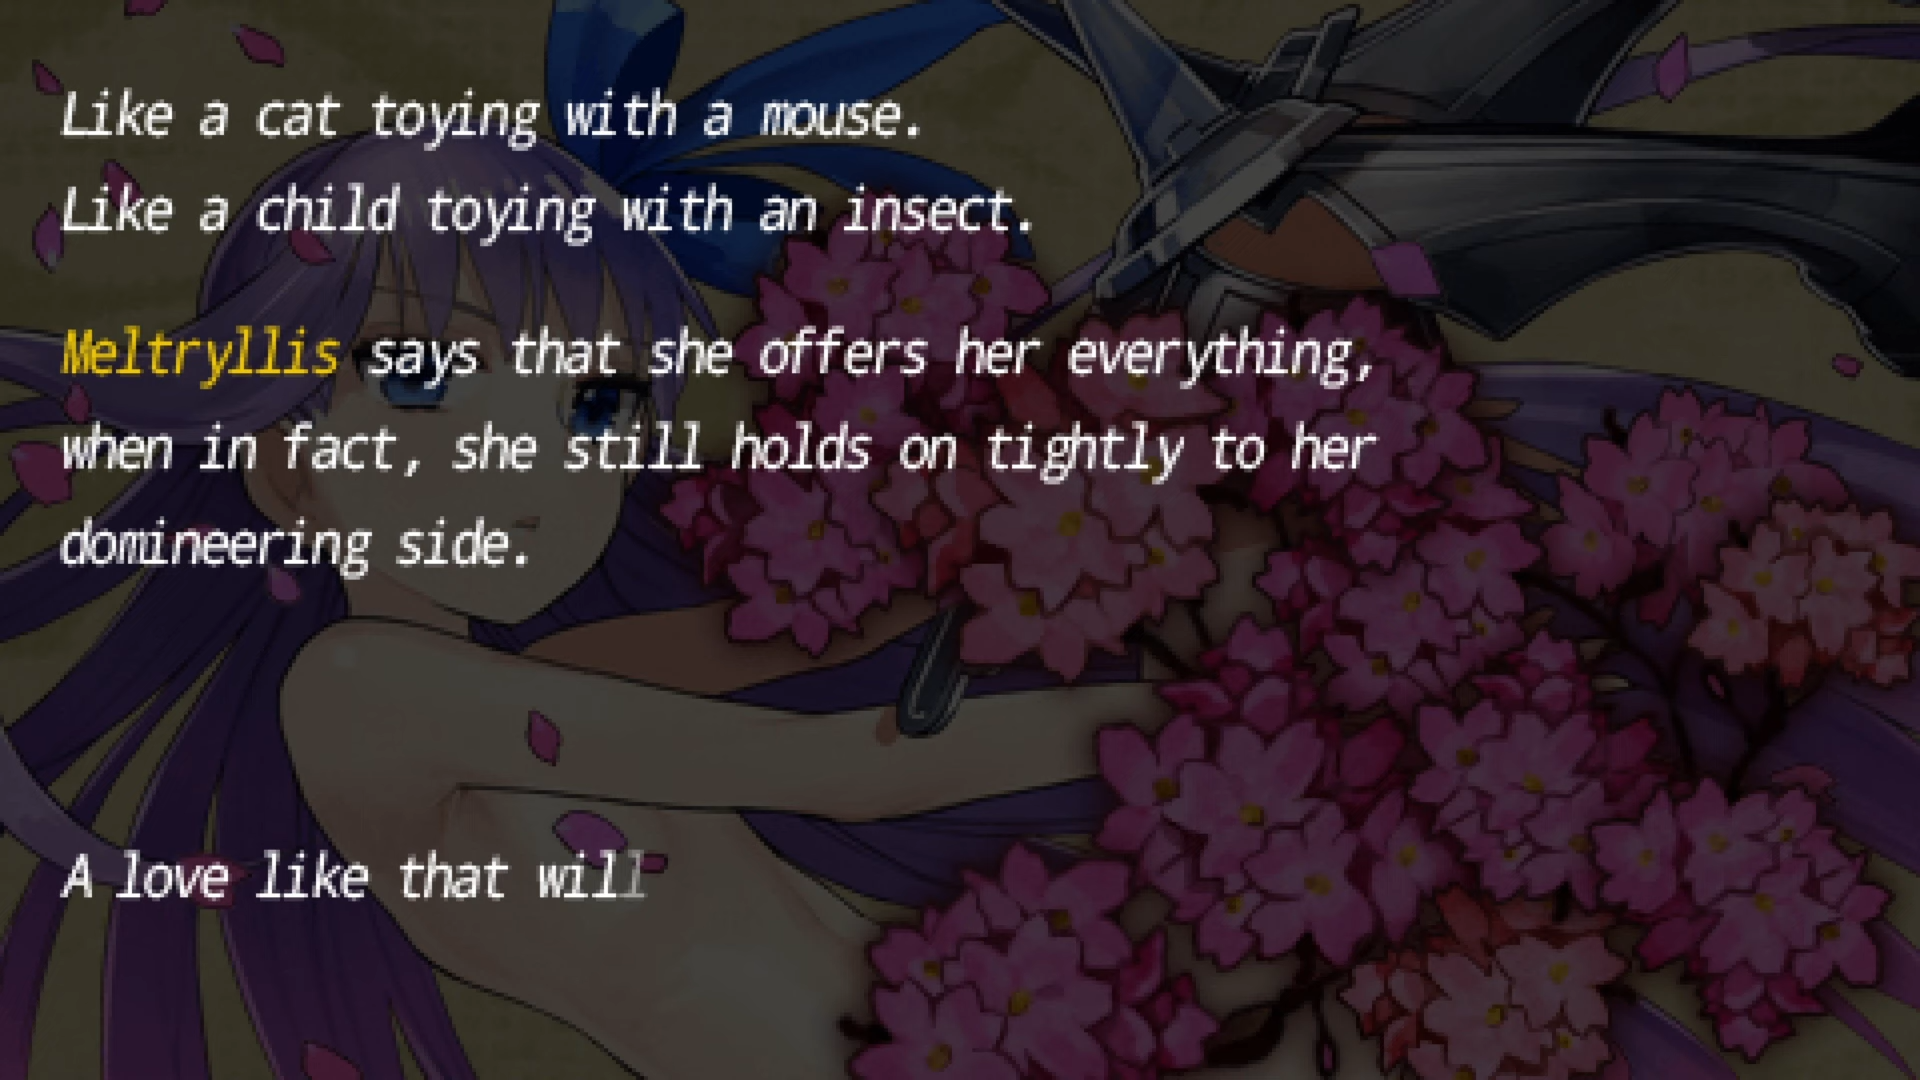 Like a cat toying with a mouse.
Like a child toying with an insect.
Meltryllis says that she offers her everything,
when in fact, she still holds on tightly to her
domineering side.
A love like that will